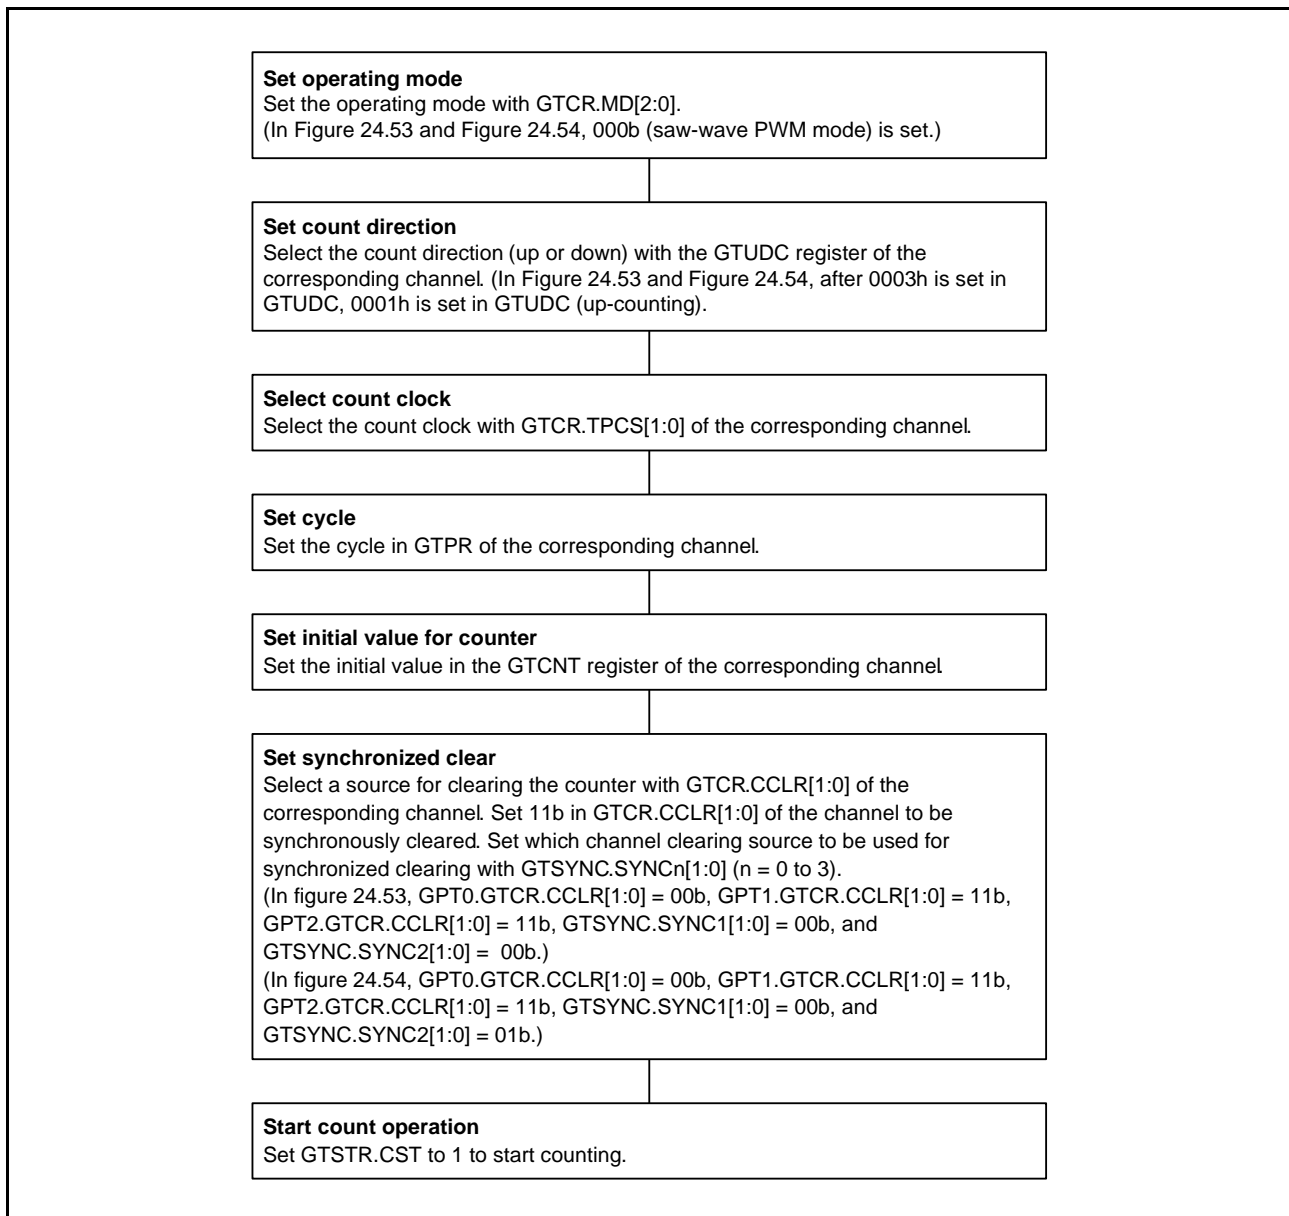 Set operating mode
Set the operating mode with GTCR.MD[2:0].
(In Figure 24.53 and Figure 24.54, 000b (saw-wave PWM mode) is set.)
Set count direction
Select the count direction (up or down) with the GTUDC register of the
corresponding channel. (In Figure 24.53 and Figure 24.54, after 0003h is set in
GTUDC, 0001h is set in GTUDC (up-counting).
Select count clock
Select the count clock with GTCR.TPCS[1:0] of the corresponding channel.
Set cycle
Set the cycle in GTPR of the corresponding channel.
Set initial value for counter
Set the initial value in the GTCNT register of the corresponding channel.
Set synchronized clear
Select a source for clearing the counter with GTCR.CCLR[1:0] of the
corresponding channel. Set 11b in GTCR.CCLR[1:0] of the channel to be
synchronously cleared. Set which channel clearing source to be used for
synchronized clearing with GTSYNC.SYNCn[1:0] (n = 0 to 3).
(In figure 24.53, GPT0.GTCR.CCLR[1:0] = 00b, GPT1.GTCR.CCLR[1:0] = 11b,
GPT2.GTCR.CCLR[1:0] = 11b, GTSYNC.SYNC1[1:0] = 00b, and
GTSYNC.SYNC2[1:0] = 00b.)
(In figure 24.54, GPT0.GTCR.CCLR[1:0] = 00b, GPT1.GTCR.CCLR[1:0] = 11b,
GPT2.GTCR.CCLR[1:0] = 11b, GTSYNC.SYNC1[1:0] = 00b, and
GTSYNC.SYNC2[1:0] = 01b.)
Start count operation
Set GTSTR.CST to 1 to start counting.